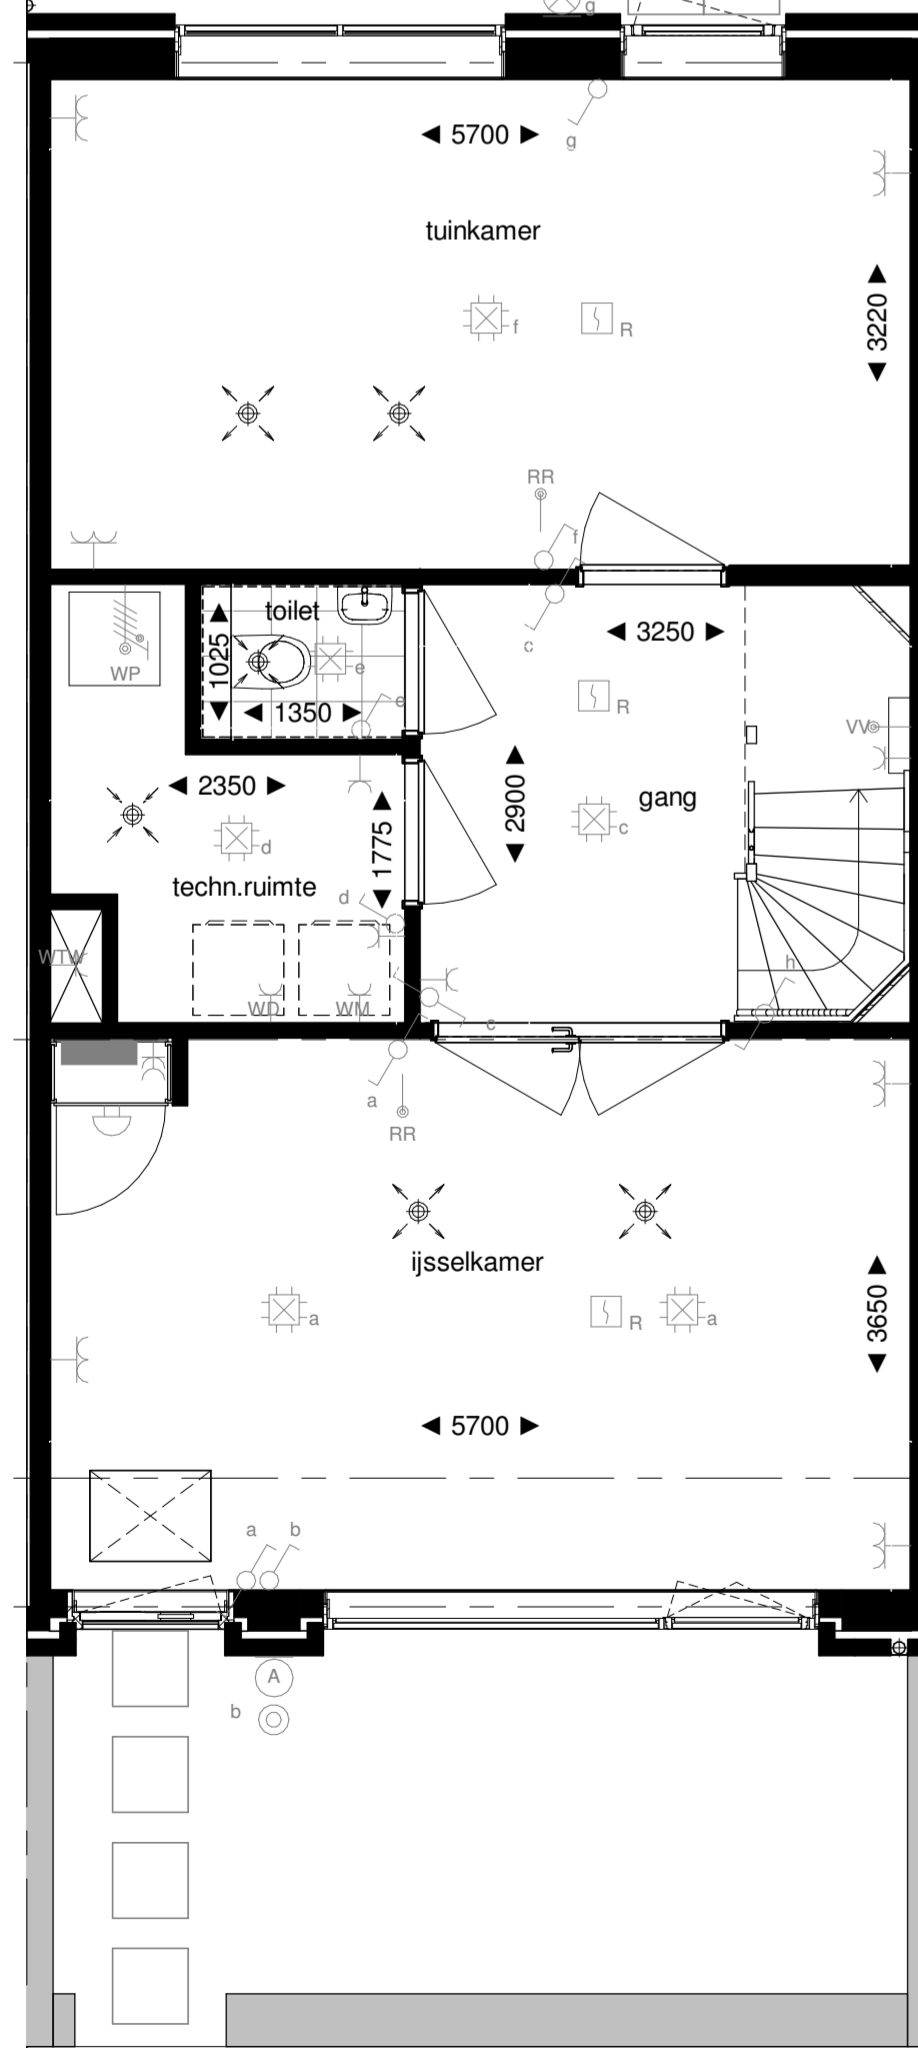 g
5700
g
tuinkamer
3220
f
R
RR
f
c
toilet
1025
e
WP
1350
e
3250
R
VV
2350
1775
2900
gang
d
c
techn.ruimte
d
WTW
WD
WM
c
h
a
RR
ijsselkamer
a
R
a
3650
5700
a
b
A
b